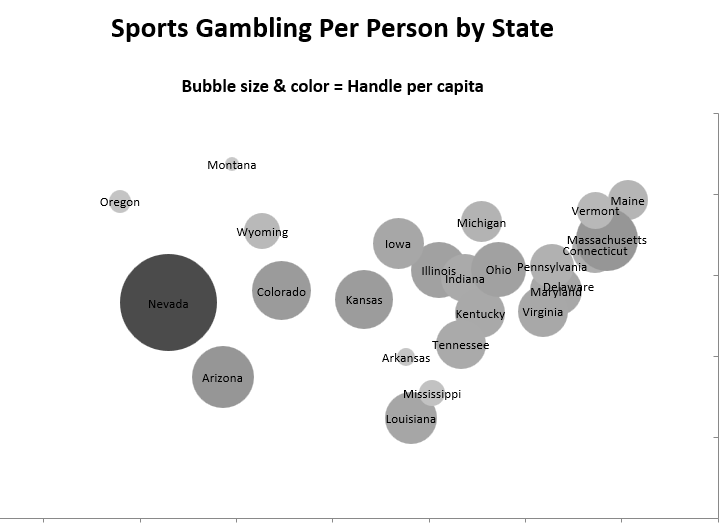 Sports Gambling Per Person by State
Bubble size & color = Handle per capita
Montana
Oregon
Maine
Vermont
Michigan
Wyoming
Massachusetts
Iowa
Connecticut
Pennsylvania
Ohio
Illinois
Indiana
Delaware
Colorado
Maryland
Kansas
Nevada
Virginia
Kentucky
Tennessee
Arkansas
Arizona
Mississippi
Louisiana